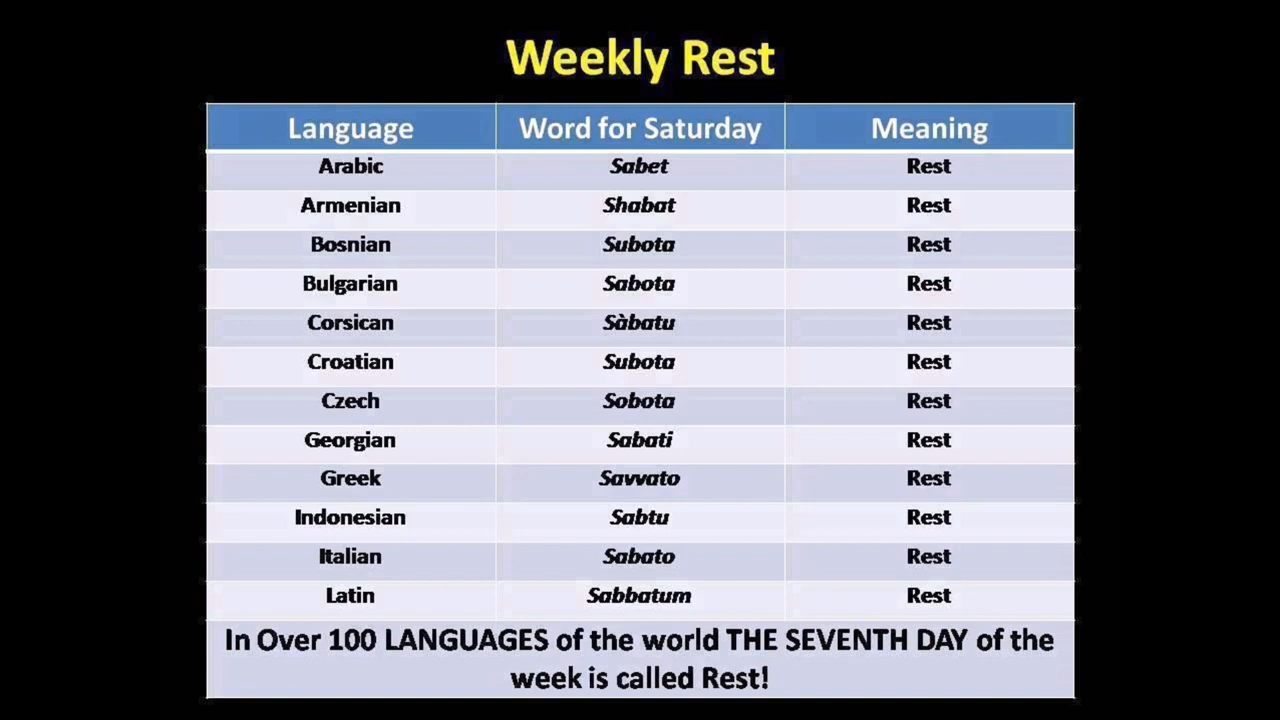 Weekly Rest
Language Word for Saturday Meaning
Arabic Sabet Rest
Armenian Shabat Rest
Bosnian Subota Rest
Bulgarian Sabota Rest
Corsican Sàbatu Rest
Croatian Subota Rest
Czech Sobota Rest
Georgian Sabati Rest
Greek Savvato Rest
Indonesian Sabtu Rest
Italian Sabato Rest
Latin Sabbatum Rest
In Over 100 LANGUAGES of the world THE SEVENTH DAY of the
week is called Rest!